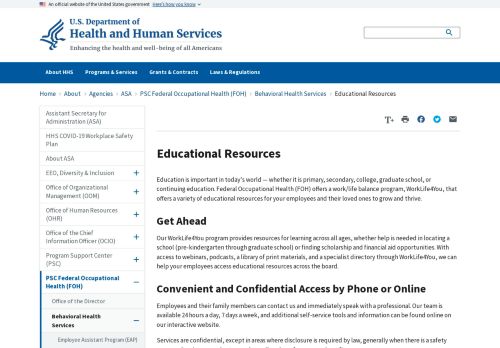 An official website of the United States government Here's how you know
U.S. Department of
Health and Human Services
Enhancing the health and well-being of all Americans
About HHS Programs & Services Grants & Contracts Laws & Regulations
Home > About > Agencies > ASA > PSC Federal Occupational Health (FOH) > Behavioral Health Services > Educational Resources
Assistant Secretary for
Administration (ASA)
HHS COVID-19 Workplace Safety
Plan
About ASA
EEO, Diversity & Inclusion
Office of Organizational
Management (OOM)
Office of Human Resources
(OHR)
Office of the Chief
Information Officer (OCIO)
Program Support Center
(PSC)
PSC Federal Occupational
Health (FOH)
Office of the Director
Behavioral Health
Services
Employee Assistant Program (EAP)
T+
Educational Resources
Education is important in today's world — whether it is primary, secondary, college, graduate school, or
continuing education. Federal Occupational Health (FOH) offers a work/life balance program, WorkLife4You, that
offers a variety of educational resources for your employees and their loved ones to grow and thrive.
Get Ahead
Our WorkLife4You program provides resources for learning across all ages, whether help is needed in locating a
school (pre-kindergarten through graduate school) or finding scholarship and financial aid opportunities. With
access to webinars, podcasts, a library of print materials, and a specialist directory through WorkLife4You, we can
help your employees access educational resources across the board.
Convenient and Confidential Access by Phone or Online
Employees and their family members can contact us and immediately speak with a professional. Our team is
available 24 hours a day, 7 days a week, and additional self-service tools and information can be found online on
our interactive website.
Services are confidential, except in areas where disclosure is required by law, generally when there is a safety